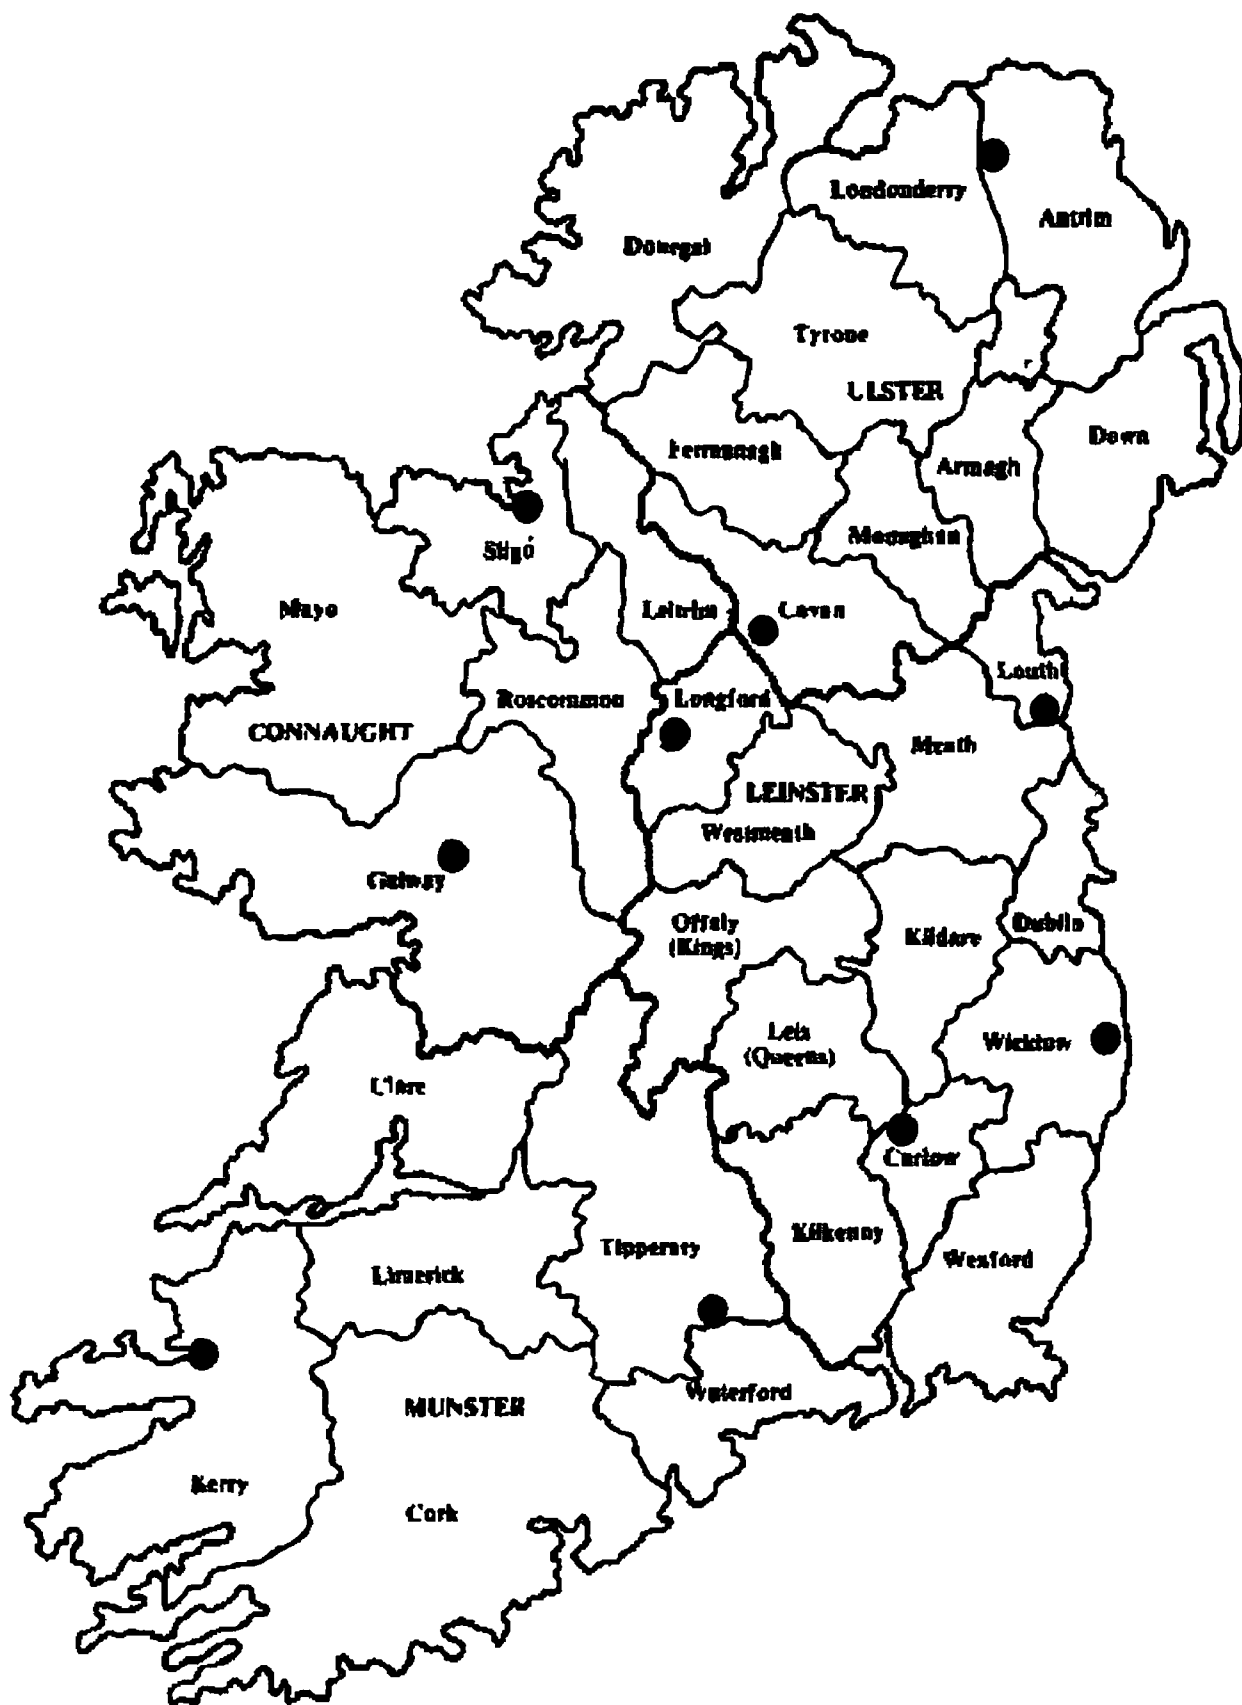 Londonderry
Antrim
Donegal
Tyrone
ULSTER
Down
Fermanagh
Armagh
Monaghan
Sligo
Mayo
Leitrim
Cavan
Louth
Roscommon
Longford
CONNAUGHT
Meath
LEINSTER
Westmeath
Galway
Offaly
(Kings)
Kildare
Dublin
Leix
(Queens)
Wicklow
Clare
Carlow
Kilkenny
Tipperary
Wexford
Limerick
Waterford
MUNSTER
Kerry
Cork